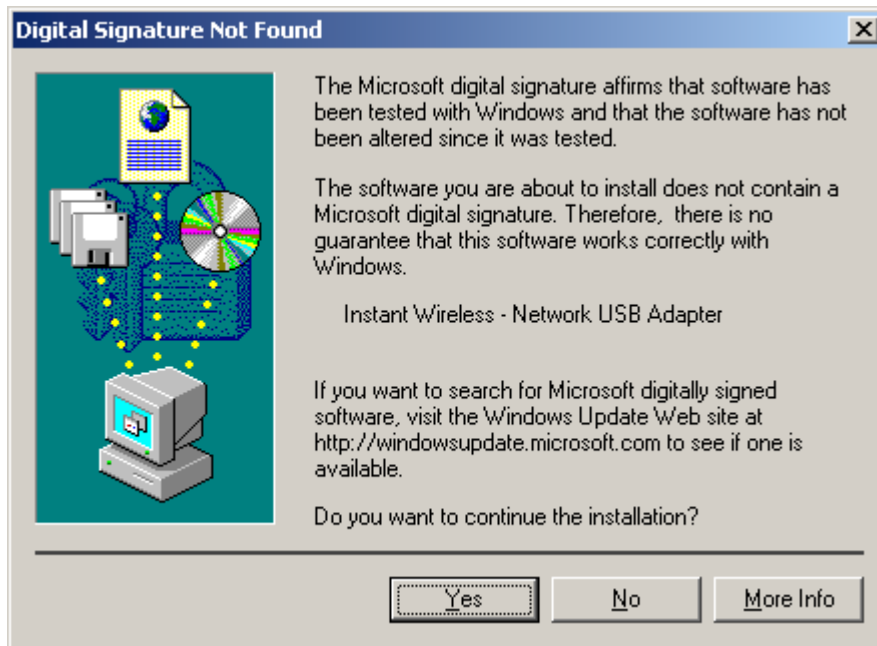 Digital Signature Not Found
The Microsoft digital signature affirms that software has
been tested with Windows and that the software has not
been altered since it was tested.
The software you are about to install does not contain a
Microsoft digital signature. Therefore,  there is no
guarantee that this software works correctly with
Windows.
Instant Wireless - Network USB Adapter
If you want to search for Microsoft digitally signed
software, visit the Windows Update Web site at
http://windowsupdate.microsoft.com to see if one is
available.
Do you want to continue the installation?
Yes
No
More Info